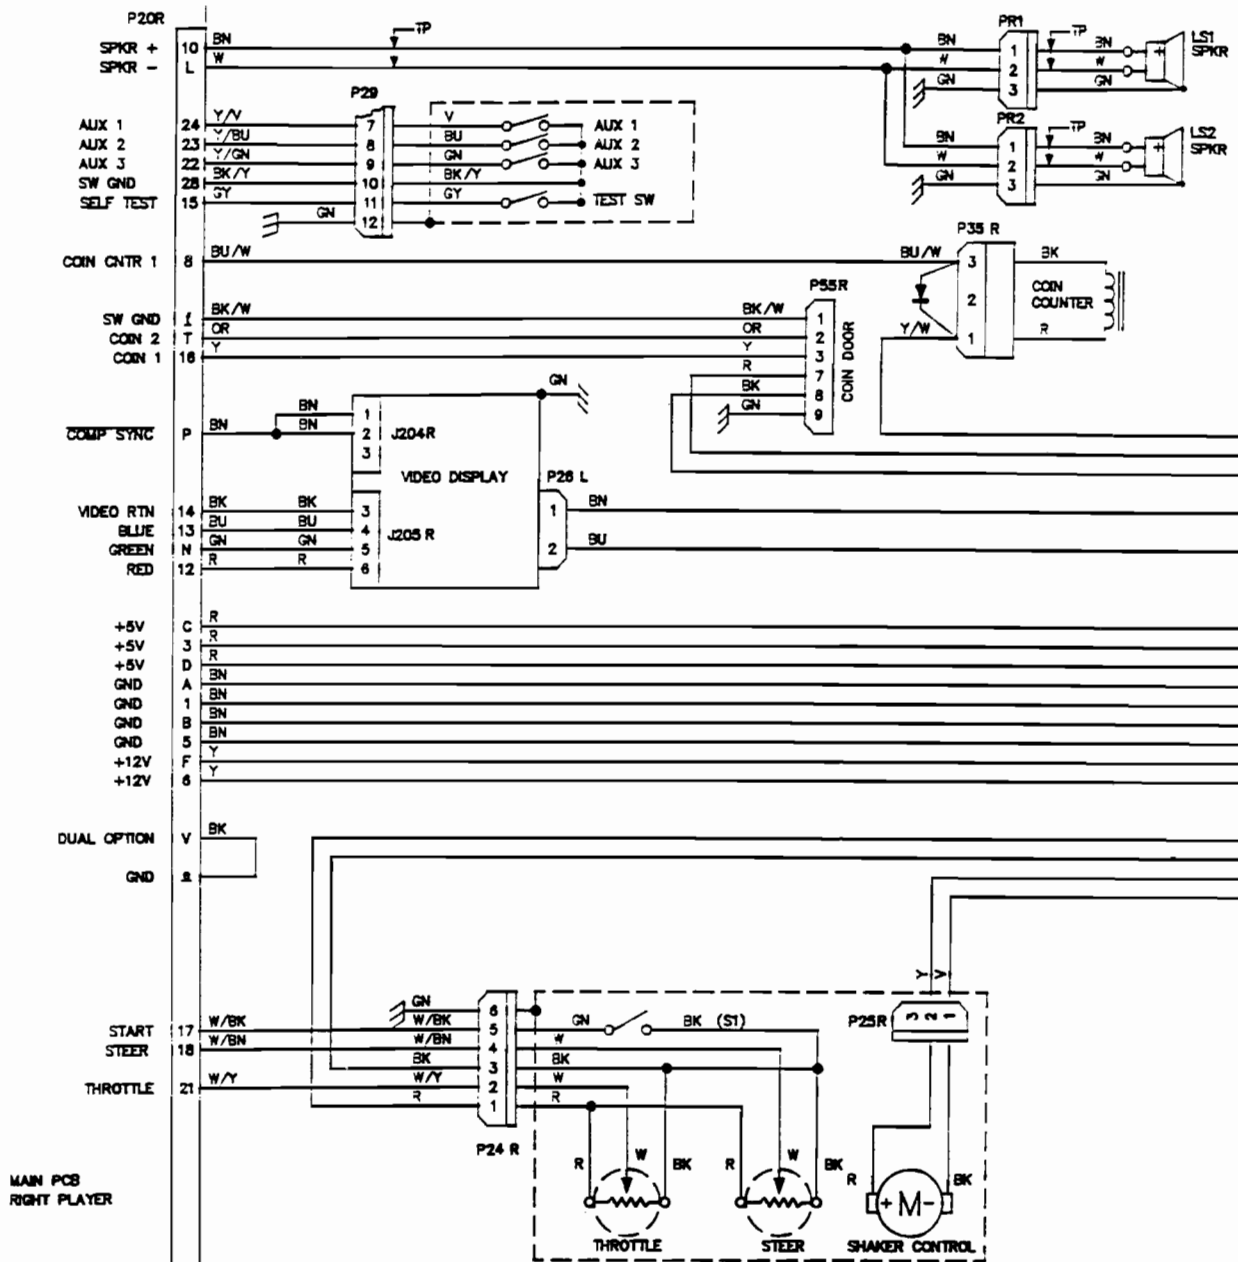 P20R
SPKR + 10 BN
SPKR - L W
TP
PR1
1 BN BN
2 W W
3 GN GN
TP
LS1
SPKR
P29
AUX 1 24 Y/V 7 V AUX 1
AUX 2 23 Y/BU 8 BU AUX 2
AUX 3 22 Y/GN 9 GN AUX 3
SW GND 28 BK/Y 10 BK/Y
SELF TEST 15 GY 11 GY TEST SW
GN 12
PR2
BN 1 BN
W 2 W
GN 3 GN
TP
LS2
SPKR
COIN CNTR 1 8 BU/W BU/W
P35 R
3 BK
2 COIN
COUNTER
Y/W 1 R
P55R
SW GND BK/W BK/W 1
COIN 2 T OR OR 2
COIN 1 16 Y Y 3
R 7
BK 8
GN 9
COIN DOOR
GN
COMP SYNC P BN BN BN
1
2
3
J204R
VIDEO DISPLAY
P26 L
1 BN
2 BU
VIDEO RTN 14 BK BK 3
BLUE 13 BU BU 4
GREEN N GN GN 5
RED 12 R R 6
J205 R
+5V C R
+5V 3 R
+5V D R
GND A BN
GND 1 BN
GND B BN
GND 5 BN
+12V F Y
+12V 6 Y
DUAL OPTION V BK
GND
GN 6
START 17 W/BK W/BK 5 GN BK (S1)
STEER 18 W/BN W/BN 4 W
BK 3 BK
THROTTLE 21 W/Y W/Y 2 W
R 1 R
P24 R
Y V
P25R
3 2 1
R W BK
R W BK
R BK
+ M -
THROTTLE
STEER
SHAKER CONTROL
MAIN PCB
RIGHT PLAYER